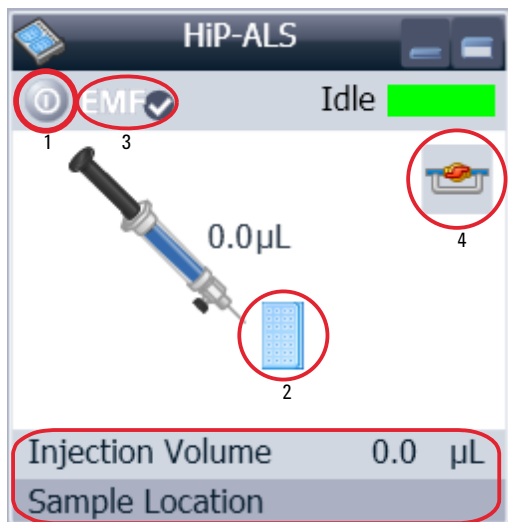 HiP-ALS
EMF Idle
1 3
0.0µL
4
2
Injection Volume 0.0 µL
Sample Location